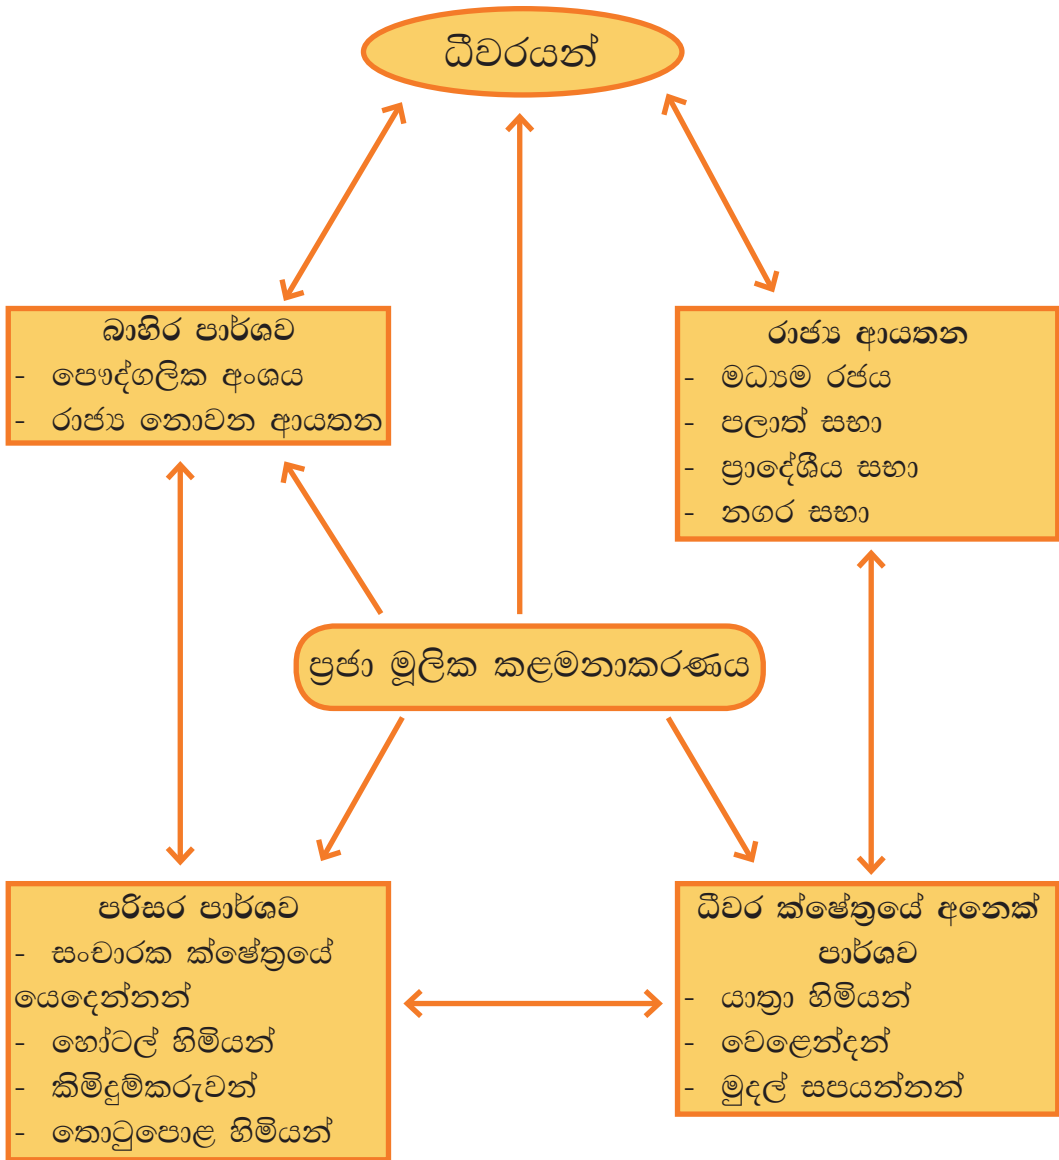 ධීවරයන්
බාහිර පාර්ශව
- පෞද්ගලික අංශය
- රාජ්‍ය නොවන ආයතන
රාජ්‍ය ආයතන
- මධ්‍යම රජය
- පලාත් සභා
- ප්‍රාදේශීය සභා
- නගර සභා
ප්‍රජා මූලික කළමනාකරණය
පරිසර පාර්ශව
- සංචාරක ක්ෂේත්‍රයේ
යෙදෙන්නන්
- හෝටල් හිමියන්
- කිමිදුම්කරුවන්
- තොටුපොළ හිමියන්
ධීවර ක්ෂේත්‍රයේ අනෙක්
පාර්ශව
- යාත්‍රා හිමියන්
- වෙළෙන්දන්
- මුදල් සපයන්නන්